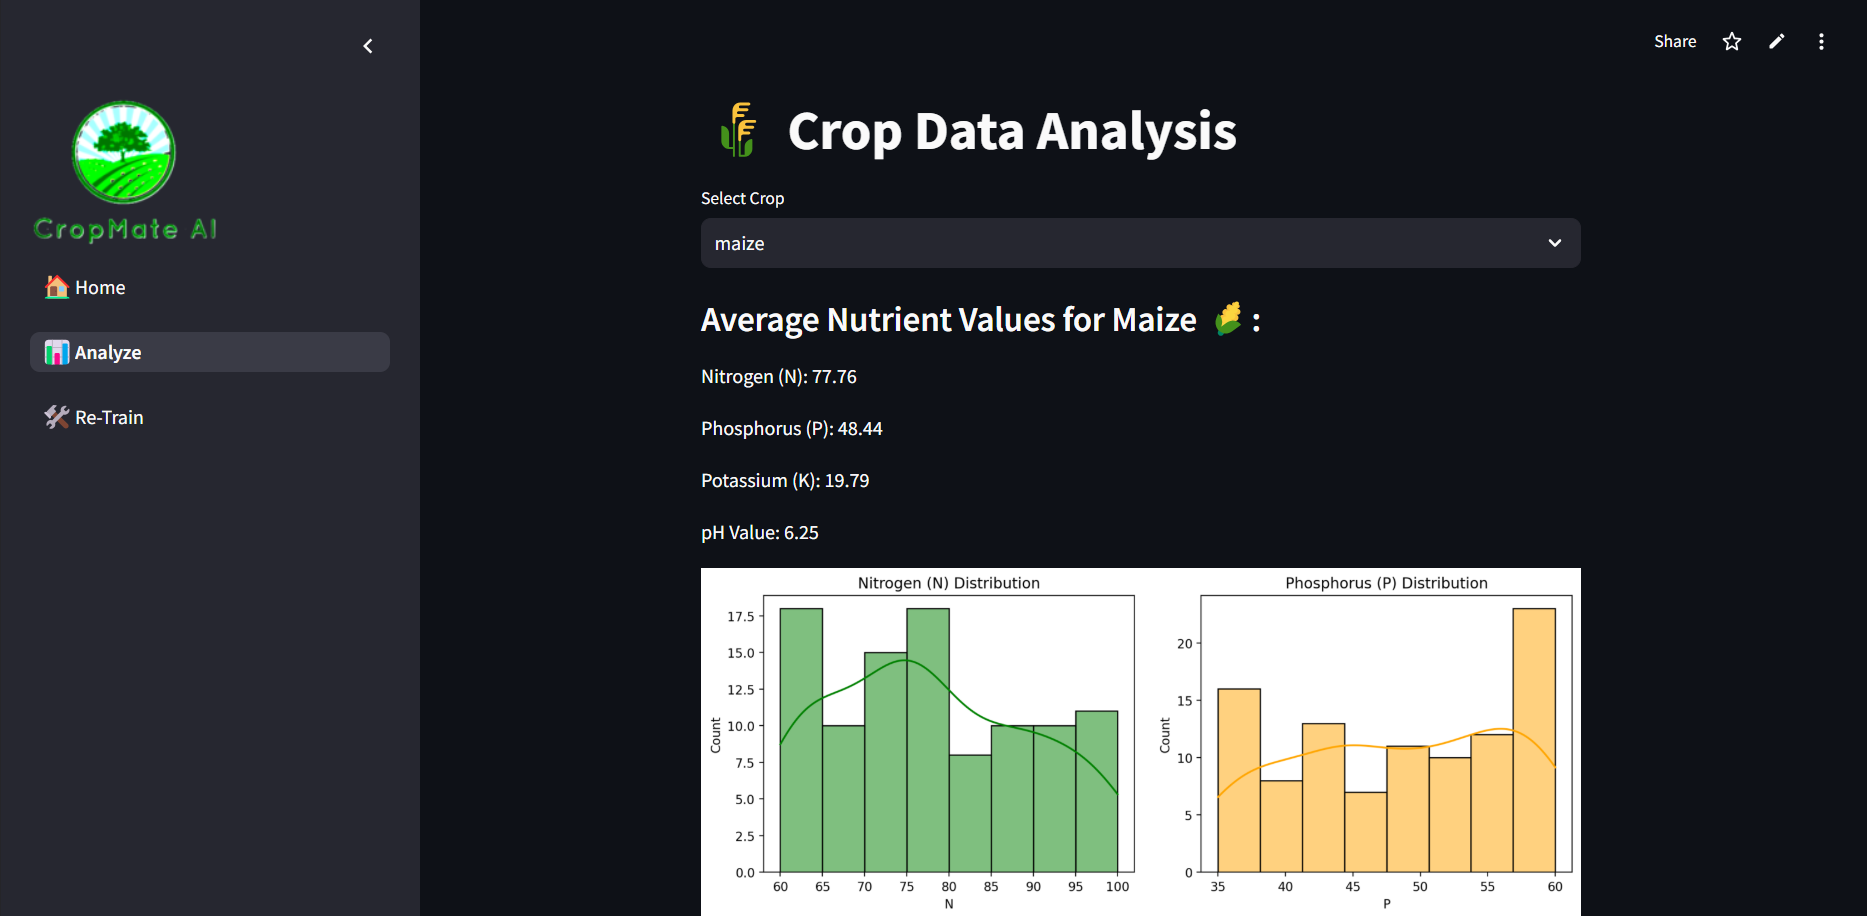 Share
CropMate AI
Home
Analyze
Re-Train
Crop Data Analysis
Select Crop
maize
Average Nutrient Values for Maize :
Nitrogen (N): 77.76
Phosphorus (P): 48.44
Potassium (K): 19.79
pH Value: 6.25
Nitrogen (N) Distribution
17.5
15.0
12.5
10.0
7.5
5.0
2.5
0.0
Count
60 65 70 75 80 85 90 95 100
N
Phosphorus (P) Distribution
20
15
10
5
0
Count
35 40 45 50 55 60
P